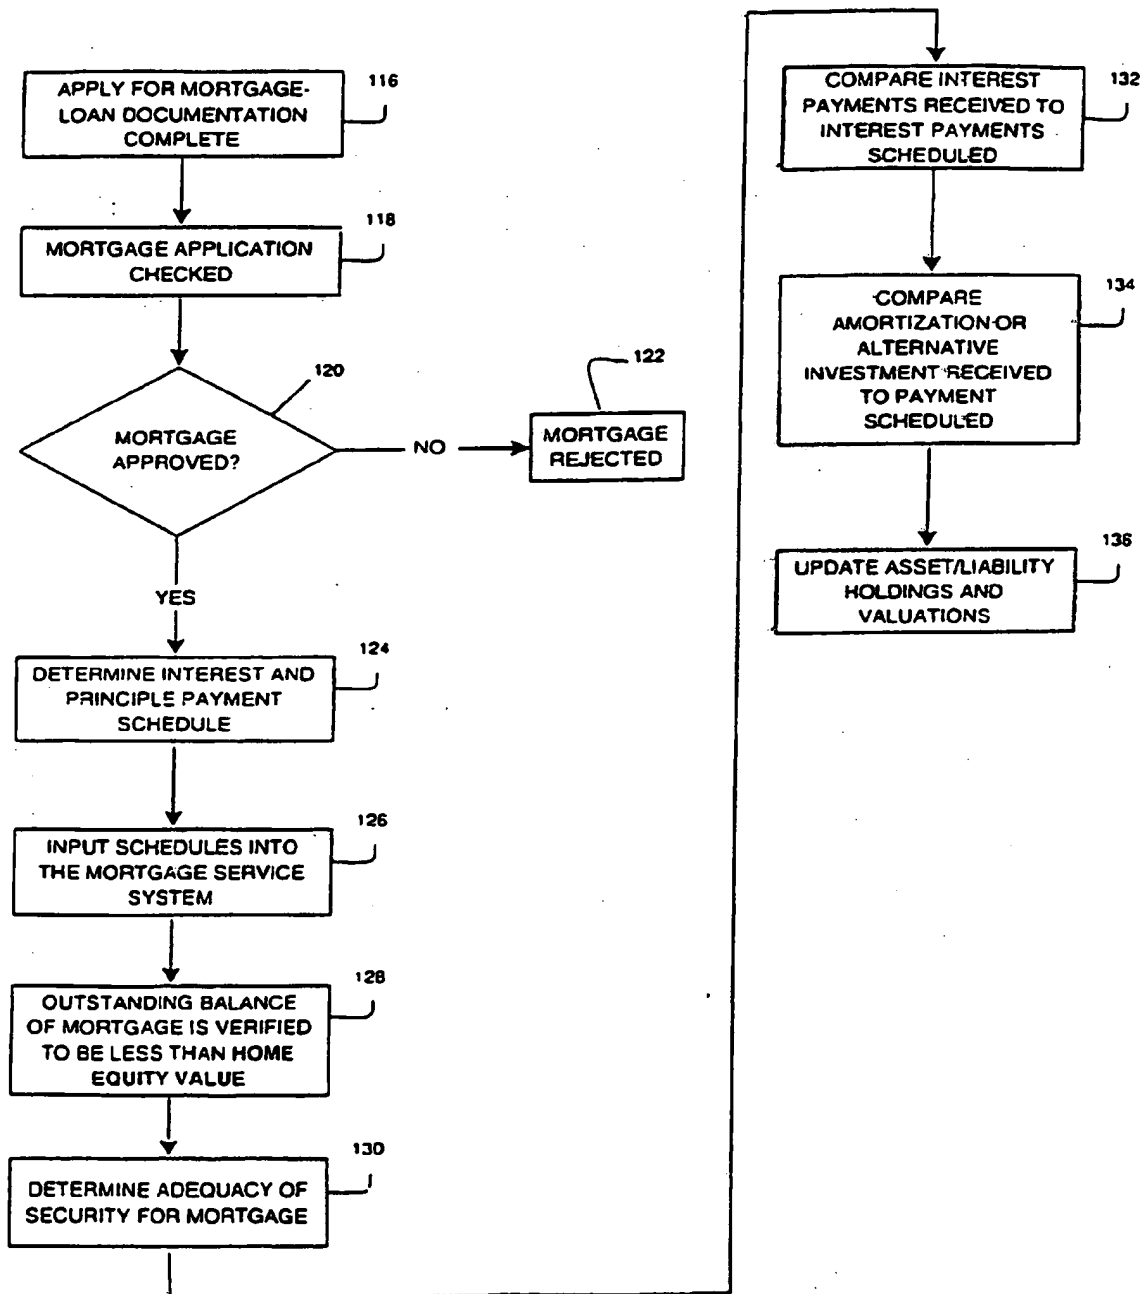 APPLY FOR MORTGAGE-
LOAN DOCUMENTATION
COMPLETE
116
MORTGAGE APPLICATION
CHECKED
118
MORTGAGE
APPROVED?
120
NO
MORTGAGE
REJECTED
122
YES
DETERMINE INTEREST AND
PRINCIPLE PAYMENT
SCHEDULE
124
INPUT SCHEDULES INTO
THE MORTGAGE SERVICE
SYSTEM
126
OUTSTANDING BALANCE
OF MORTGAGE IS VERIFIED
TO BE LESS THAN HOME
EQUITY VALUE
128
DETERMINE ADEQUACY OF
SECURITY FOR MORTGAGE
130
COMPARE INTEREST
PAYMENTS RECEIVED TO
INTEREST PAYMENTS
SCHEDULED
132
COMPARE
AMORTIZATION OR
ALTERNATIVE
INVESTMENT RECEIVED
TO PAYMENT
SCHEDULED
134
UPDATE ASSET/LIABILITY
HOLDINGS AND
VALUATIONS
136